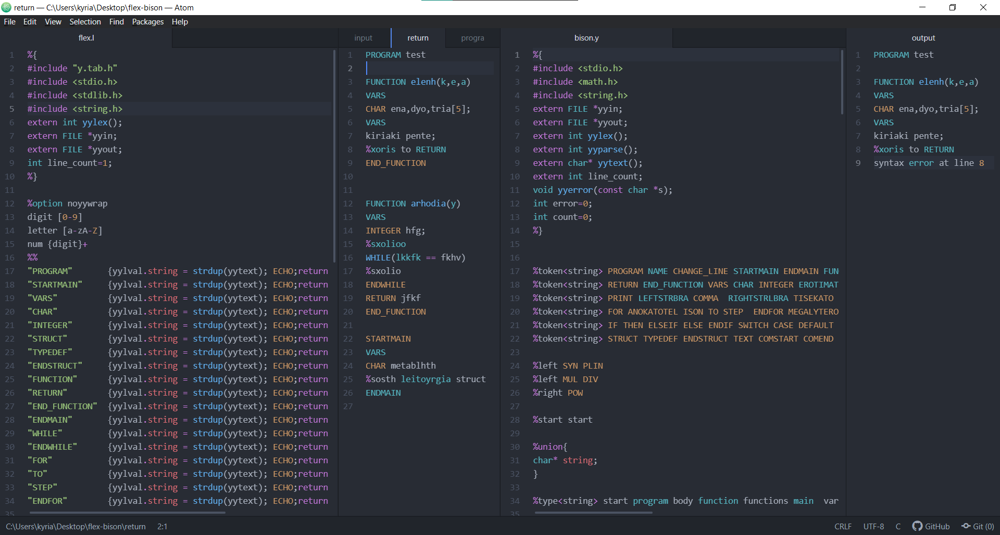 return — C:\Users\kyria\Desktop\flex-bison — Atom
File Edit View Selection Find Packages Help
flex.l
1 %{
2 #include "y.tab.h"
3 #include <stdio.h>
4 #include <stdlib.h>
5 #include <string.h>
6 extern int yylex();
7 extern FILE *yyin;
8 extern FILE *yyout;
9 int line_count=1;
10 %}
11
12 %option noyywrap
13 digit [0-9]
14 letter [a-zA-Z]
15 num {digit}+
16 %%
17 "PROGRAM" {yylval.string = strdup(yytext); ECHO;return
18 "STARTMAIN" {yylval.string = strdup(yytext); ECHO;return
19 "VARS" {yylval.string = strdup(yytext); ECHO;return
20 "CHAR" {yylval.string = strdup(yytext); ECHO;return
21 "INTEGER" {yylval.string = strdup(yytext); ECHO;return
22 "STRUCT" {yylval.string = strdup(yytext); ECHO;return
23 "TYPEDEF" {yylval.string = strdup(yytext); ECHO;return
24 "ENDSTRUCT" {yylval.string = strdup(yytext); ECHO;return
25 "FUNCTION" {yylval.string = strdup(yytext); ECHO;return
26 "RETURN" {yylval.string = strdup(yytext); ECHO;return
27 "END_FUNCTION" {yylval.string = strdup(yytext); ECHO;return
28 "ENDMAIN" {yylval.string = strdup(yytext); ECHO;return
29 "WHILE" {yylval.string = strdup(yytext); ECHO;return
30 "ENDWHILE" {yylval.string = strdup(yytext); ECHO;return
31 "FOR" {yylval.string = strdup(yytext); ECHO;return
32 "TO" {yylval.string = strdup(yytext); ECHO;return
33 "STEP" {yylval.string = strdup(yytext); ECHO;return
34 "ENDFOR" {yylval.string = strdup(yytext); ECHO;return
35
input return progra
1 PROGRAM test
2
3 FUNCTION elenh(k,e,a)
4 VARS
5 CHAR ena,dyo,tria[5];
6 VARS
7 kiriaki pente;
8 %xoris to RETURN
9 END_FUNCTION
10
11
12 FUNCTION arhodia(y)
13 VARS
14 INTEGER hfg;
15 %sxolioo
16 WHILE(lkkfk == fkhv)
17 %sxolio
18 ENDWHILE
19 RETURN jfkf
20 END_FUNCTION
21
22 STARTMAIN
23 VARS
24 CHAR metablhth
25 %sosth leitoyrgia struct
26 ENDMAIN
27
bison.y
1 %{
2 #include <stdio.h>
3 #include <math.h>
4 #include <string.h>
5 extern FILE *yyin;
6 extern FILE *yyout;
7 extern int yylex();
8 extern int yyparse();
9 extern char* yytext();
10 extern int line_count;
11 void yyerror(const char *s);
12 int error=0;
13 int count=0;
14 %}
15
16
17 %token<string> PROGRAM NAME CHANGE_LINE STARTMAIN ENDMAIN FUN
18 %token<string> RETURN END_FUNCTION VARS CHAR INTEGER EROTIMAT
19 %token<string> PRINT LEFTSTRBRA COMMA RIGHTSTRLBRA TISEKATO
20 %token<string> FOR ANOKATOTEL ISON TO STEP ENDFOR MEGALYTERO
21 %token<string> IF THEN ELSEIF ELSE ENDIF SWITCH CASE DEFAULT
22 %token<string> STRUCT TYPEDEF ENDSTRUCT TEXT COMSTART COMEND
23
24 %left SYN PLIN
25 %left MUL DIV
26 %right POW
27
28 %start start
29
30 %union{
31 char* string;
32 }
33
34 %type<string> start program body function functions main var
35
output
1 PROGRAM test
2
3 FUNCTION elenh(k,e,a)
4 VARS
5 CHAR ena,dyo,tria[5];
6 VARS
7 kiriaki pente;
8 %xoris to RETURN
9 syntax error at line 8
C:\Users\kyria\Desktop\flex-bison\return 2:1
CRLF UTF-8 C GitHub Git (0)